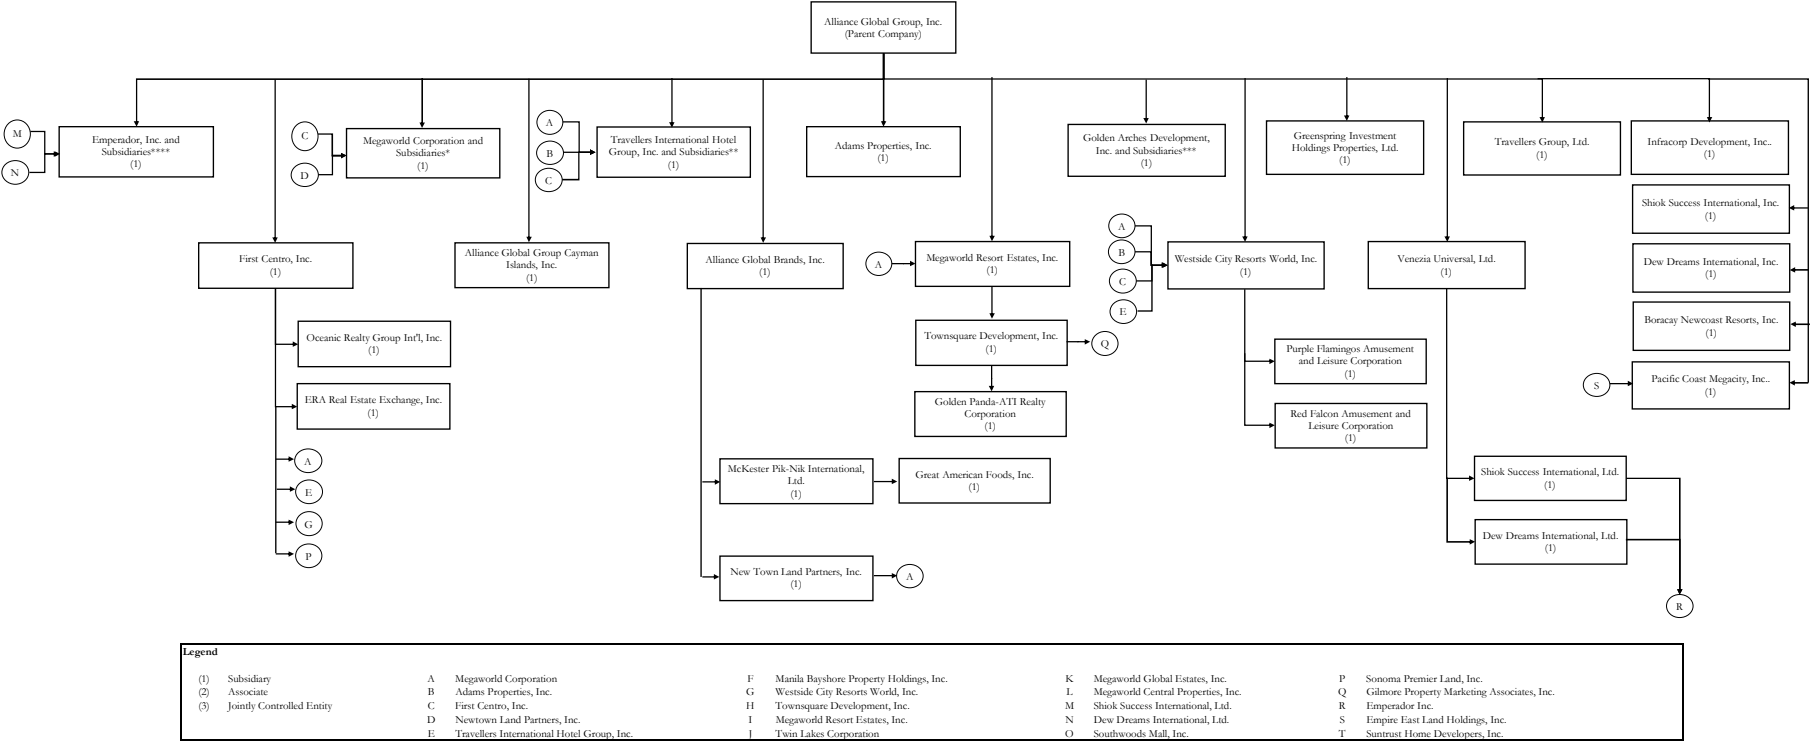 Alliance Global Group, Inc.
(Parent Company)
M
N
Emperador, Inc. and
Subsidiaries****
(1)
C
D
Megaworld Corporation and
Subsidiaries*
(1)
A
B
C
Travellers International Hotel
Group, Inc. and Subsidiaries**
(1)
Adams Properties, Inc.
(1)
Golden Arches Development,
Inc. and Subsidiaries***
(1)
Greenspring Investment
Holdings Properties, Ltd.
(1)
Travellers Group, Ltd.
(1)
Infracorp Development, Inc..
(1)
Shiok Success International, Inc.
(1)
Dew Dreams International, Inc.
(1)
Boracay Newcoast Resorts, Inc.
(1)
S
Pacific Coast Megacity, Inc..
(1)
First Centro, Inc.
(1)
Alliance Global Group Cayman
Islands, Inc.
(1)
Alliance Global Brands, Inc.
(1)
A
Megaworld Resort Estates, Inc.
(1)
A
B
C
E
Westside City Resorts World, Inc.
(1)
Venezia Universal, Ltd.
(1)
Oceanic Realty Group Int'l, Inc.
(1)
ERA Real Estate Exchange, Inc.
(1)
A
E
G
P
Townsquare Development, Inc.
(1)
Q
Golden Panda-ATI Realty
Corporation
(1)
Purple Flamingos Amusement
and Leisure Corporation
(1)
Red Falcon Amusement and
Leisure Corporation
(1)
McKester Pik-Nik International,
Ltd.
(1)
Great American Foods, Inc.
(1)
New Town Land Partners, Inc.
(1)
A
Shiok Success International, Ltd.
(1)
Dew Dreams International, Ltd.
(1)
R
Legend
(1) Subsidiary
(2) Associate
(3) Jointly Controlled Entity
A Megaworld Corporation
B Adams Properties, Inc.
C First Centro, Inc.
D Newtown Land Partners, Inc.
E Travellers International Hotel Group, Inc.
F Manila Bayshore Property Holdings, Inc.
G Westside City Resorts World, Inc.
H Townsquare Development, Inc.
I Megaworld Resort Estates, Inc.
J Twin Lakes Corporation
K Megaworld Global Estates, Inc.
L Megaworld Central Properties, Inc.
M Shiok Success International, Ltd.
N Dew Dreams International, Ltd.
O Southwoods Mall, Inc.
P Sonoma Premier Land, Inc.
Q Gilmore Property Marketing Associates, Inc.
R Emperador Inc.
S Empire East Land Holdings, Inc.
T Suntrust Home Developers, Inc.